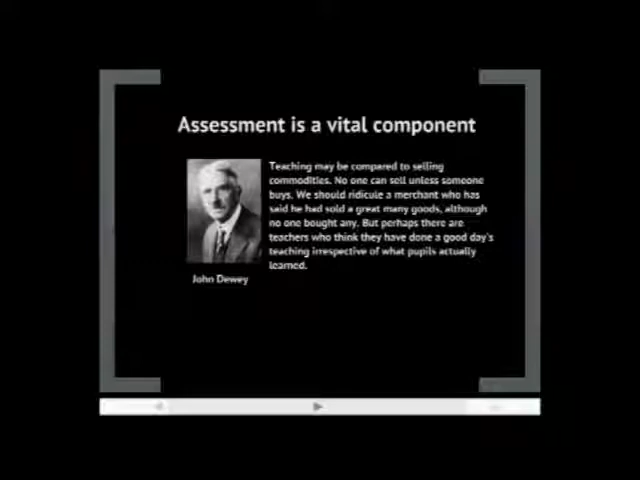 Assessment is a vital component
Teaching may be compared to selling
commodities. No one can sell unless someone
buys. We should ridicule a merchant who has
said he had sold a great many goods, although
no one bought any. But perhaps there are
teachers who think they have done a good day's
teaching irrespective of what pupils actually
learned.
John Dewey